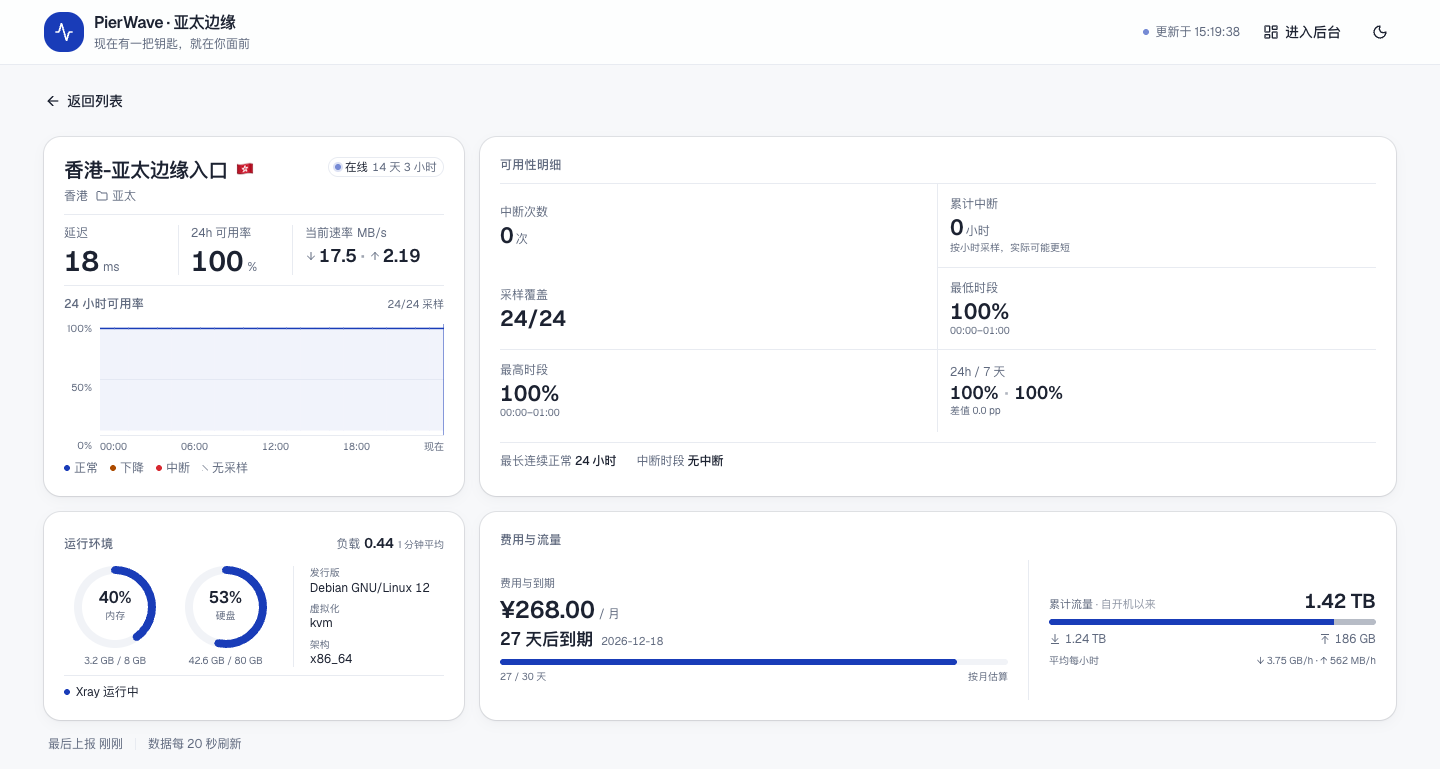 PierWave · 亚太边缘
现在有一把钥匙，就在你面前
更新于 15:19:38
进入后台
返回列表
香港-亚太边缘入口
在线 14 天 3 小时
香港 亚太
延迟
18 ms
24h 可用率
100 %
当前速率 MB/s
↓ 17.5 · ↑ 2.19
24 小时可用率
24/24 采样
100%
50%
0%
00:00 06:00 12:00 18:00 现在
正常 下降 中断 无采样
可用性明细
中断次数
0 次
累计中断
0 小时
按小时采样，实际可能更短
采样覆盖
24/24
最低时段
100%
00:00–01:00
最高时段
100%
00:00–01:00
24h / 7 天
100% · 100%
差值 0.0 pp
最长连续正常 24 小时 中断时段 无中断
运行环境
负载 0.44 1 分钟平均
40%
内存
3.2 GB / 8 GB
53%
硬盘
42.6 GB / 80 GB
发行版
Debian GNU/Linux 12
虚拟化
kvm
架构
x86_64
Xray 运行中
费用与流量
费用与到期
¥268.00 / 月
27 天后到期 2026-12-18
27 / 30 天
按月估算
累计流量 · 自开机以来
1.42 TB
1.24 TB
186 GB
平均每小时
↓ 3.75 GB/h · ↑ 562 MB/h
最后上报 刚刚
数据每 20 秒刷新